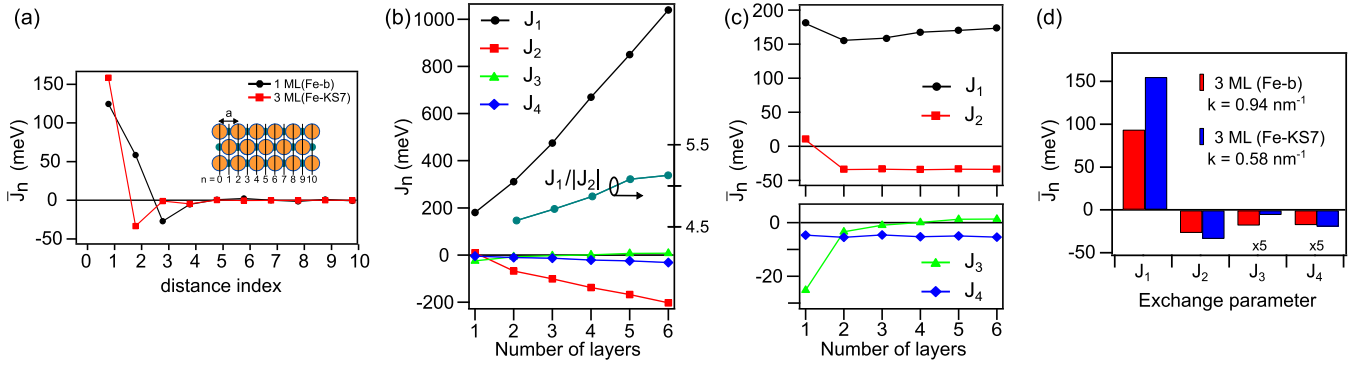 (a)
150
100
50
0
-50
J̅n (meV)
1 ML(Fe-b)
3 ML(Fe-KS7)
a
n = 0 1 2 3 4 5 6 7 8 9 10
0 1 2 3 4 5 6 7 8 9 10
distance index
(b)
1000
800
600
400
200
0
-200
Jn (meV)
J1
J2
J3
J4
J1/|J2|
5.5
5
4.5
1 2 3 4 5 6
Number of layers
(c)
200
150
100
50
0
-50
J̅n (meV)
J1
J2
0
-20
J3
J4
1 2 3 4 5 6
Number of layers
(d)
150
100
50
0
-50
J̅n (meV)
3 ML (Fe-b)
k = 0.94 nm-1
3 ML (Fe-KS7)
k = 0.58 nm-1
x5 x5
J1 J2 J3 J4
Exchange parameter